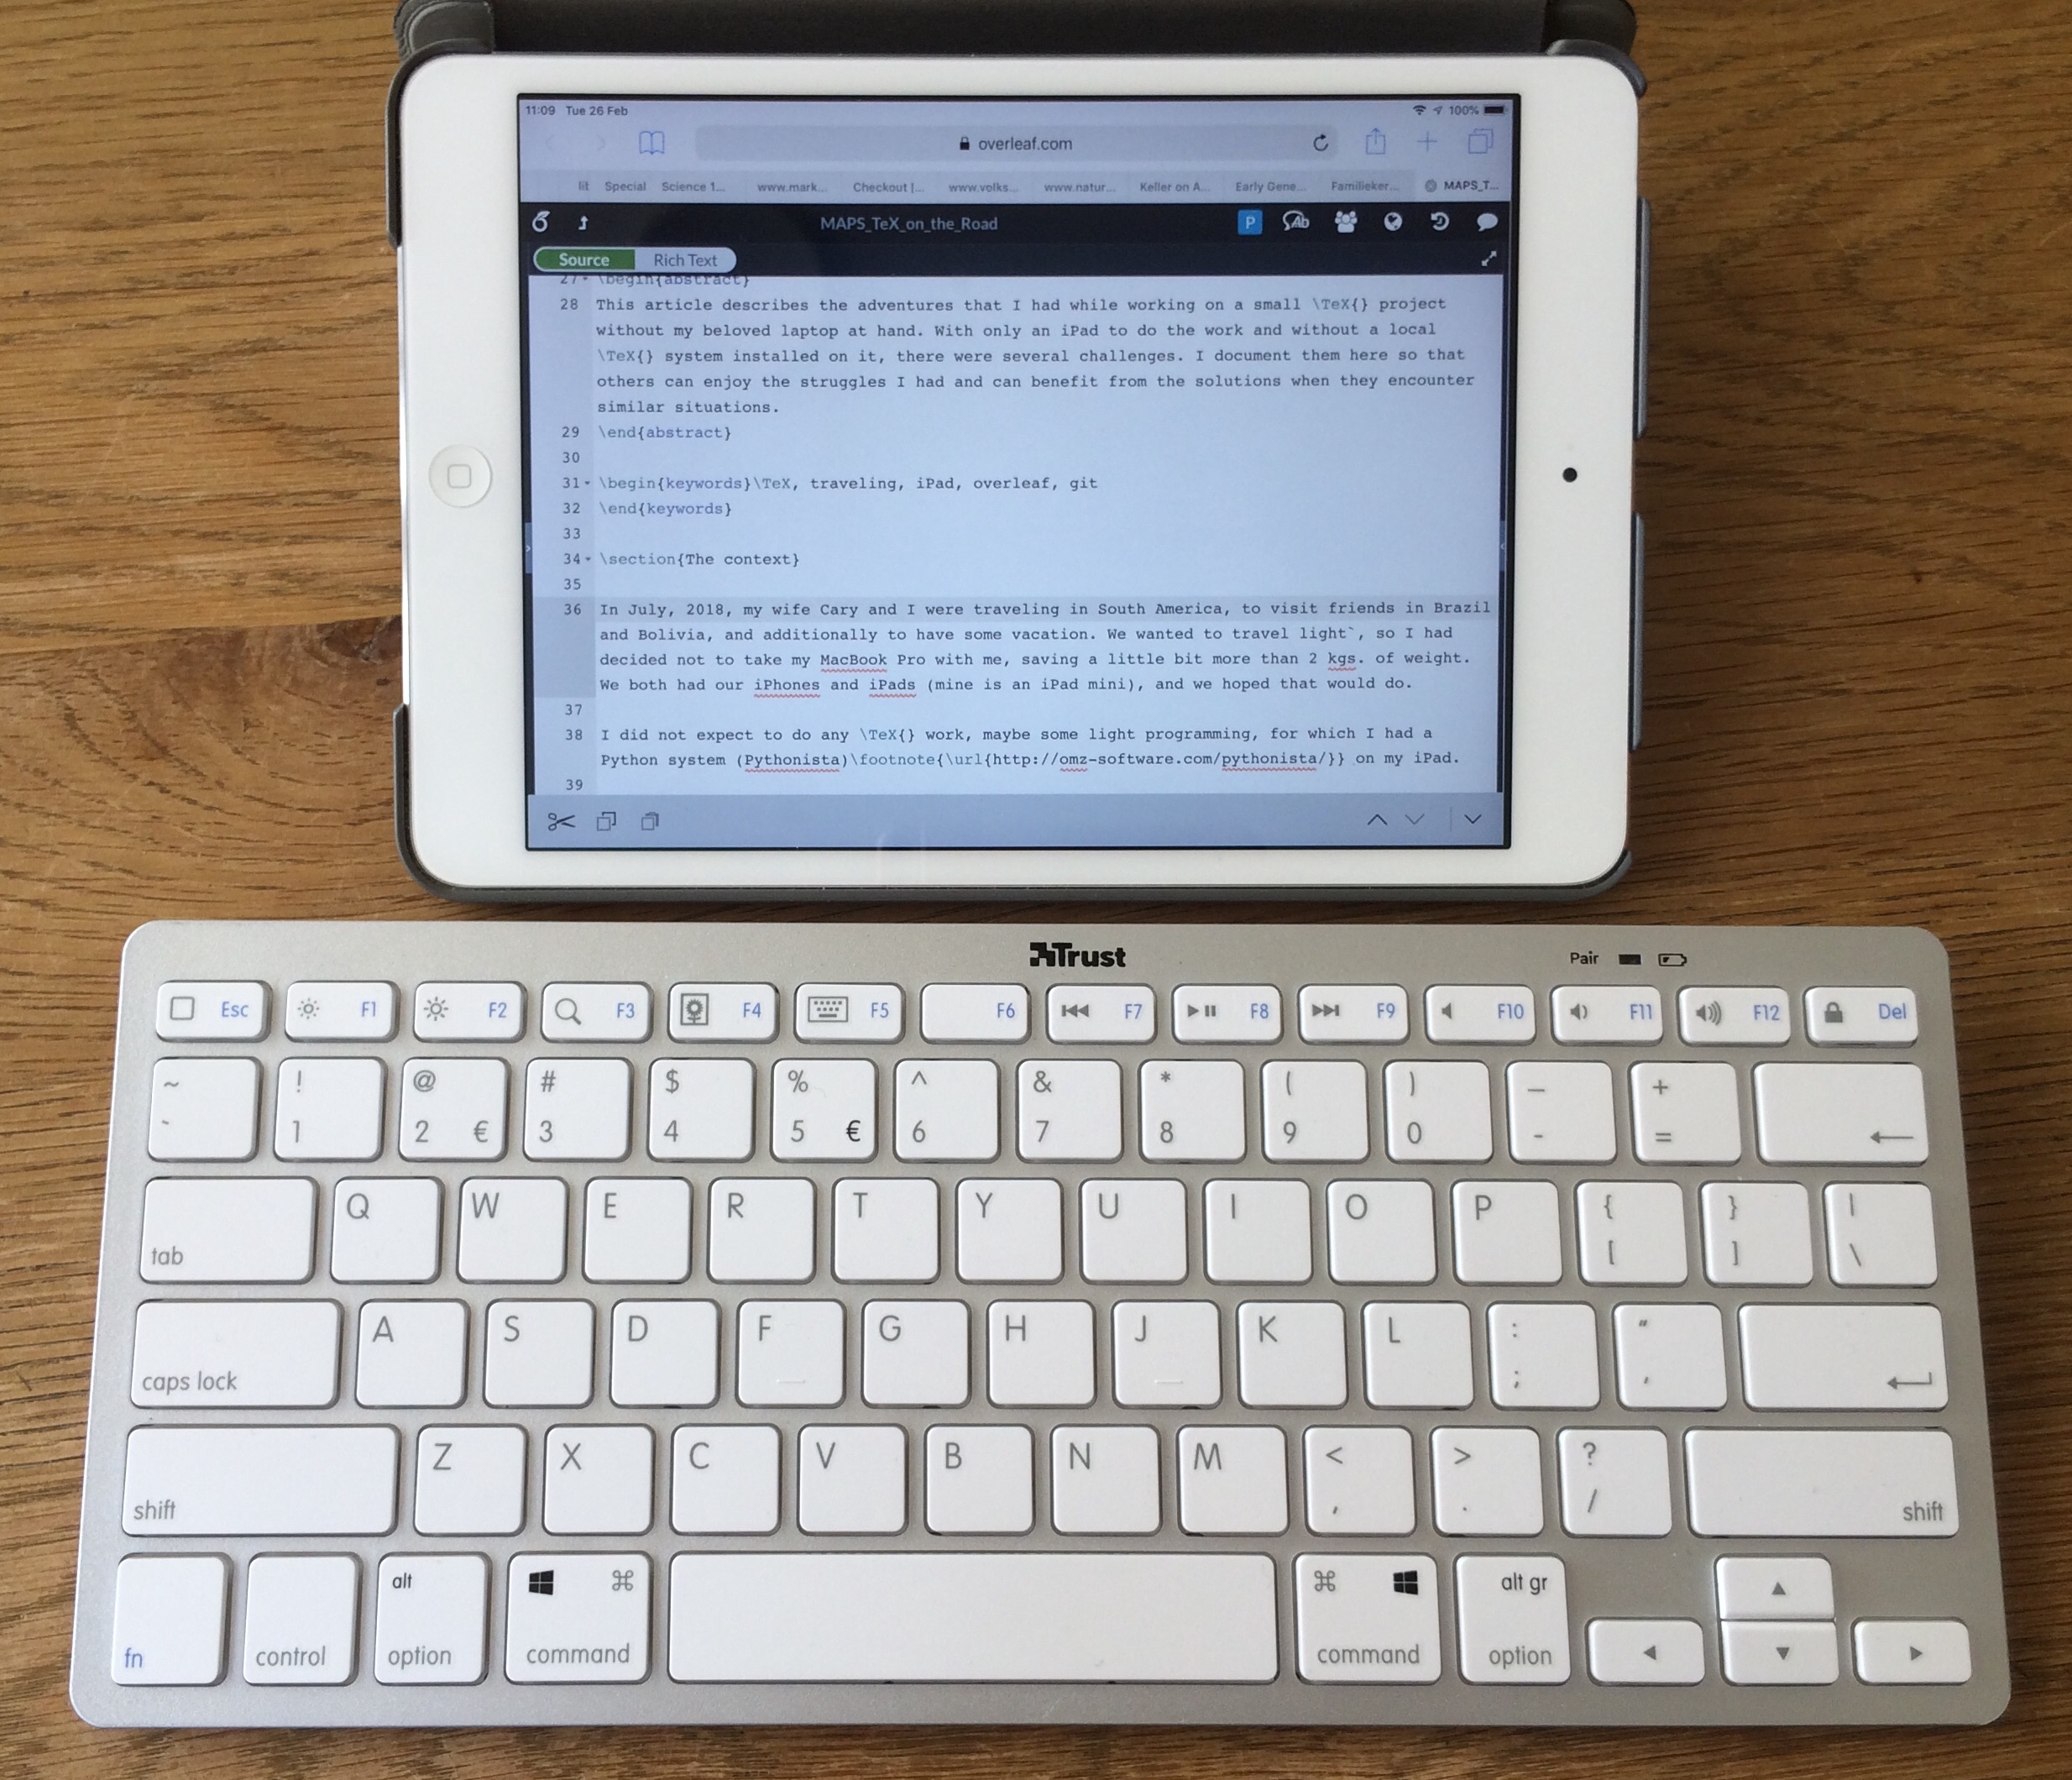 11:09 Tue 26 Feb 100%
overleaf.com
lit Special Science 1... www.mark... Checkout |... www.volks... www.natur... Keller on A... Early Gene... Familieker... MAPS_T...
MAPS_TeX_on_the_Road P Ab
Source Rich Text
27 \begin{abstract}
28 This article describes the adventures that I had while working on a small \TeX{} project
without my beloved laptop at hand. With only an iPad to do the work and without a local
\TeX{} system installed on it, there were several challenges. I document them here so that
others can enjoy the struggles I had and can benefit from the solutions when they encounter
similar situations.
29 \end{abstract}
30
31 \begin{keywords}\TeX, traveling, iPad, overleaf, git
32 \end{keywords}
33
34 \section{The context}
35
36 In July, 2018, my wife Cary and I were traveling in South America, to visit friends in Brazil
and Bolivia, and additionally to have some vacation. We wanted to travel light`, so I had
decided not to take my MacBook Pro with me, saving a little bit more than 2 kgs. of weight.
We both had our iPhones and iPads (mine is an iPad mini), and we hoped that would do.
37
38 I did not expect to do any \TeX{} work, maybe some light programming, for which I had a
Python system (Pythonista)\footnote{\url{http://omz-software.com/pythonista/}} on my iPad.
39
Trust Pair
Esc F1 F2 F3 F4 F5 F6 F7 F8 F9 F10 F11 F12 Del
~ ! @ # $ % ^ & * ( ) — +
` 1 2 € 3 4 5 € 6 7 8 9 0 - =
Q W E R T Y U I O P { } |
tab [ ] \
A S D F G H J K L : "
caps lock ; '
Z X C V B N M < > ?
shift , . / shift
alt ⌘ ⌘ alt gr
fn control option command command option